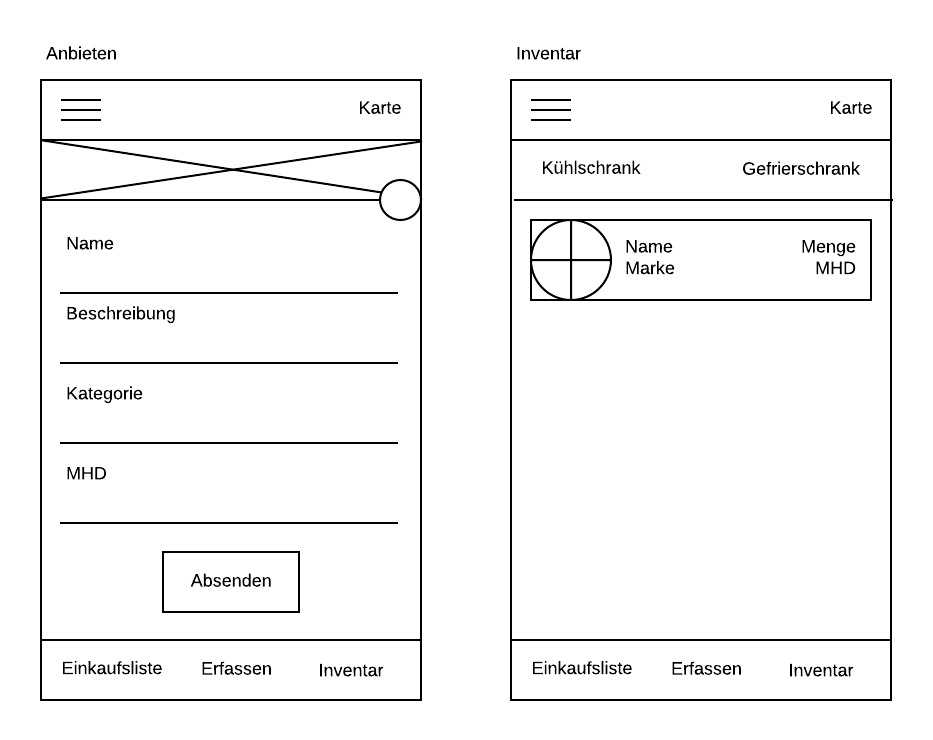 Anbieten
Karte
Name
Beschreibung
Kategorie
MHD
Absenden
Einkaufsliste Erfassen Inventar
Inventar
Karte
Kühlschrank Gefrierschrank
Name Menge
Marke MHD
Einkaufsliste Erfassen Inventar